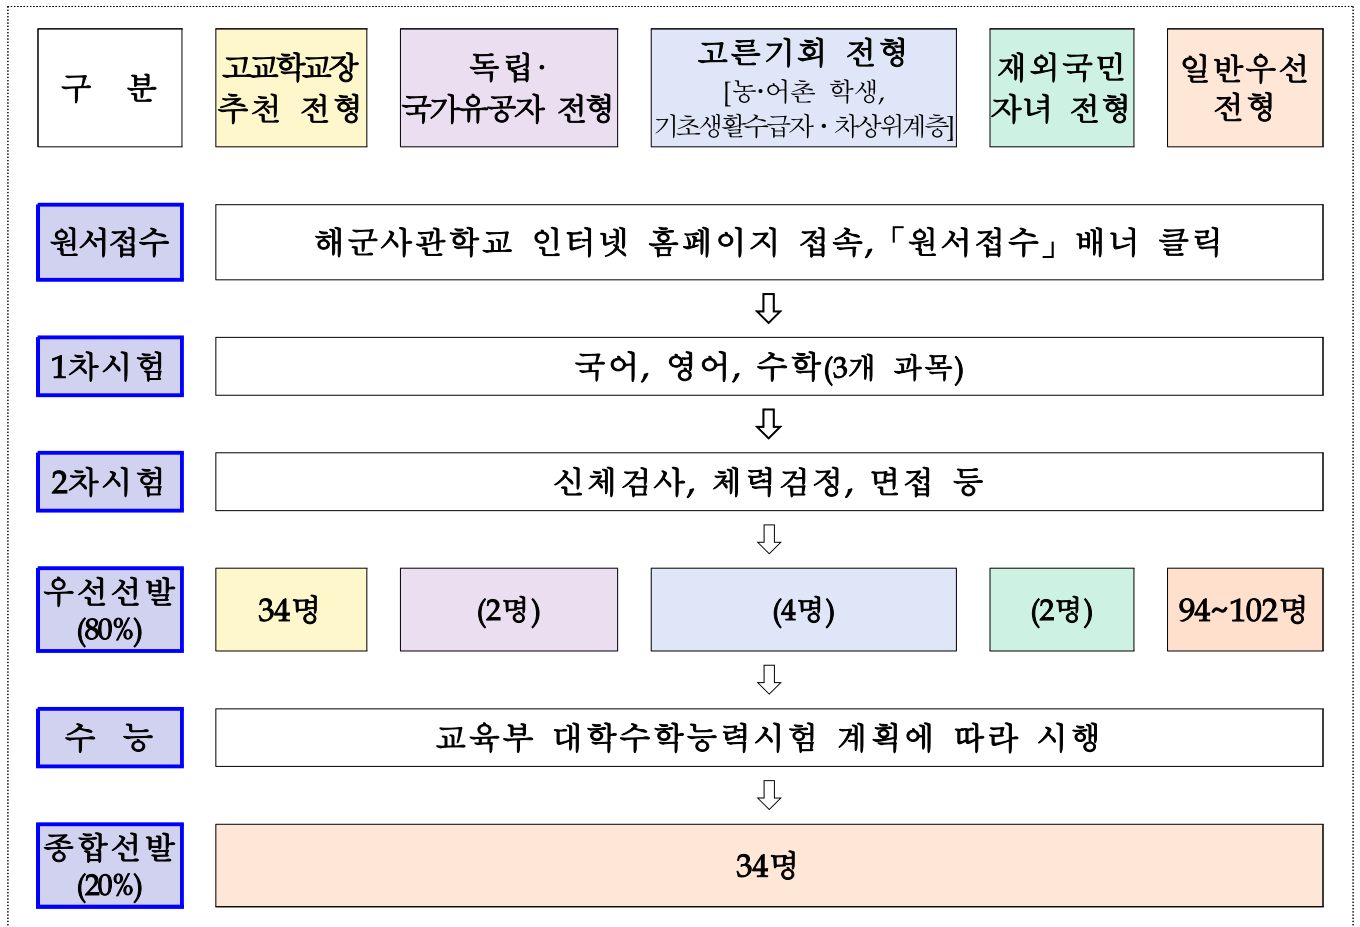 구 분
고교학교장
추천 전형
독립·
국가유공자 전형
고른기회 전형
[농·어촌 학생,
기초생활수급자·차상위계층]
재외국민
자녀 전형
일반우선
전형
원서접수
해군사관학교 인터넷 홈페이지 접속,「원서접수」배너 클릭
1차시험
국어, 영어, 수학(3개 과목)
2차시험
신체검사, 체력검정, 면접 등
우선선발
(80%)
34명
(2명)
(4명)
(2명)
94~102명
수 능
교육부 대학수학능력시험 계획에 따라 시행
종합선발
(20%)
34명